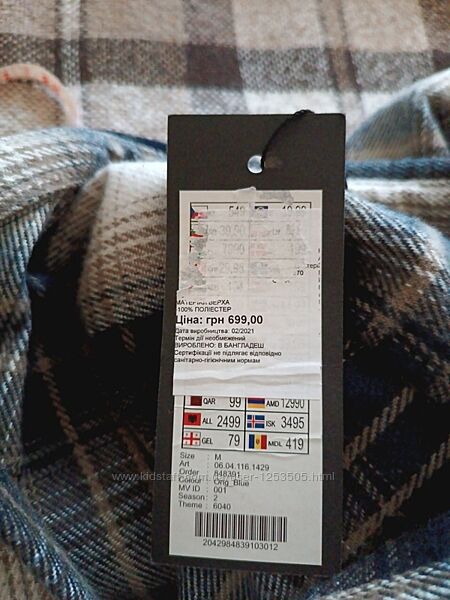 МАТЕРІАЛ ВЕРХА
100% ПОЛІЕСТЕР
Ціна: грн 699,00
Дата виробництва: 02/2021
Термін дії необмежений
ВИРОБЛЕНО: В БАНГЛАДЕШ
Сертифікації не підлягає відповідно
санітарно-гігієнічним нормам
QAR 99 AMD 12990
ALL 2499 ISK 3495
GEL 79 MDL 419
Size : M
Art : 06.04.116.1429
Order : 848391
Colour : Orig_Blue
MV ID : 001
Season : 2
Theme : 6040
2042984839103012